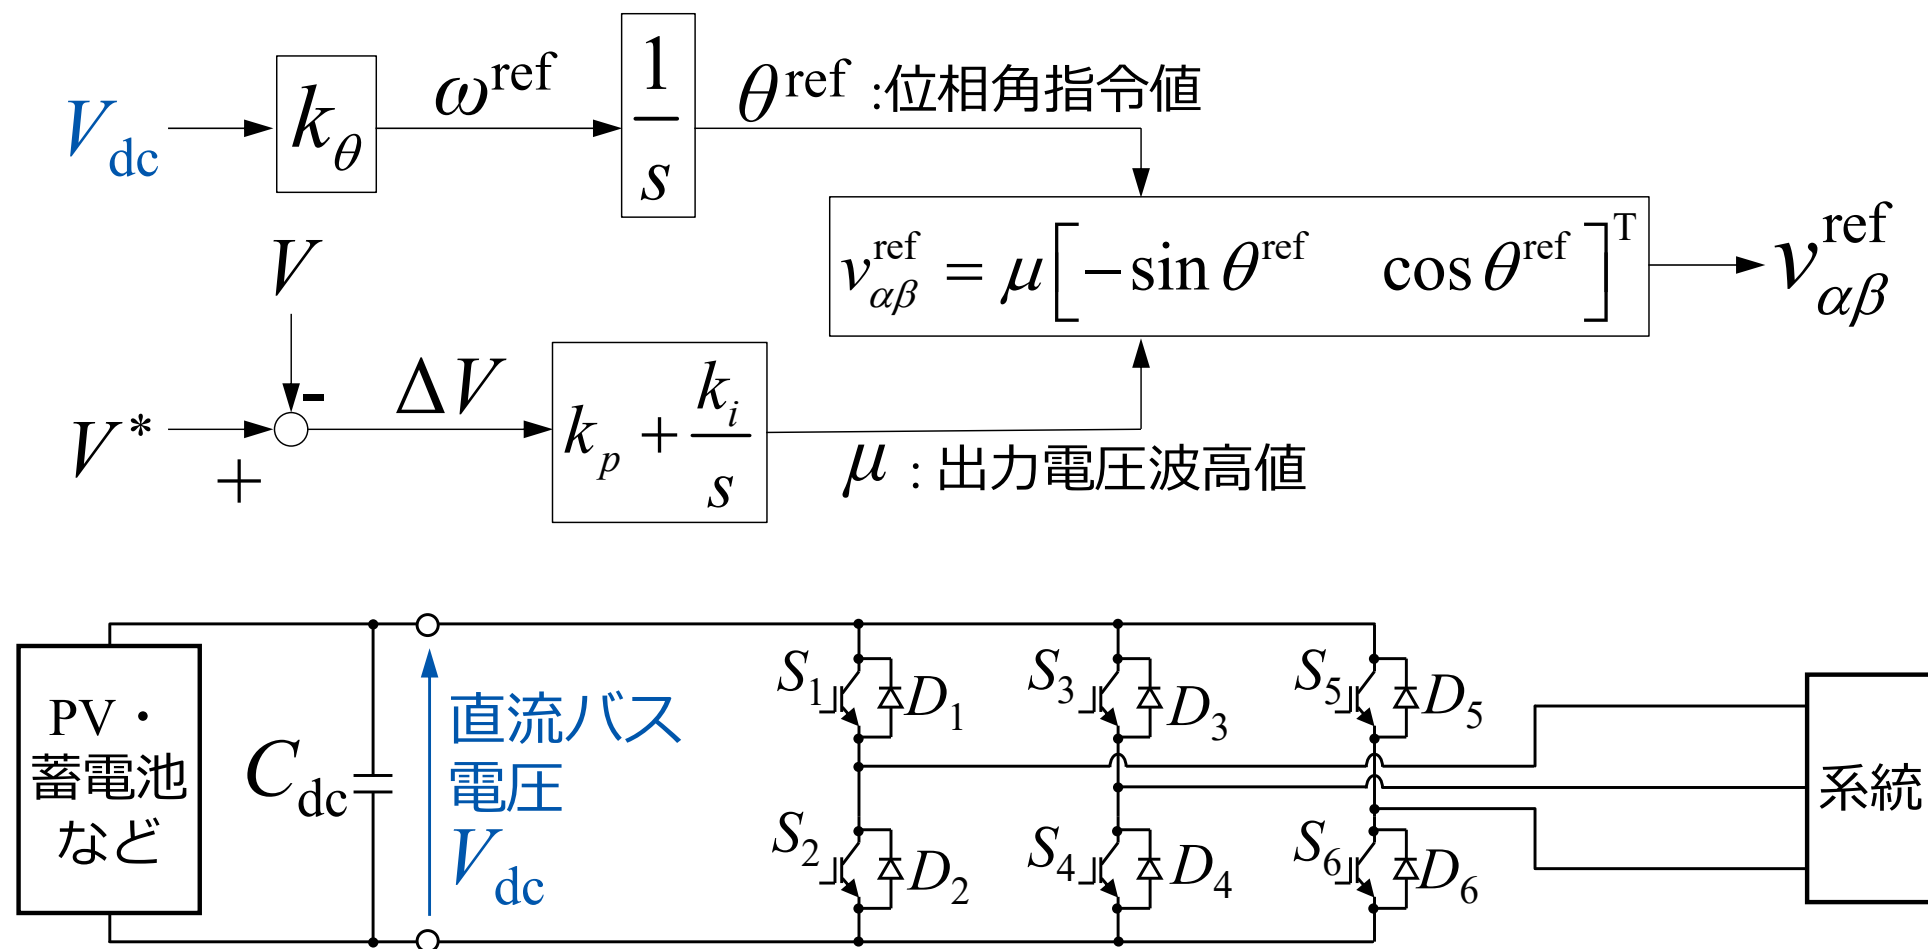 V_dc
k_θ
ω^ref
1/s
θ^ref :位相角指令値
V
v_αβ^ref = μ[−sin θ^ref cos θ^ref]^T
v_αβ^ref
V*
-
+
ΔV
k_p + k_i/s
μ : 出力電圧波高値
PV・
蓄電池
など
C_dc
直流バス
電圧
V_dc
S_1
D_1
S_3
D_3
S_5
D_5
S_2
D_2
S_4
D_4
S_6
D_6
系統